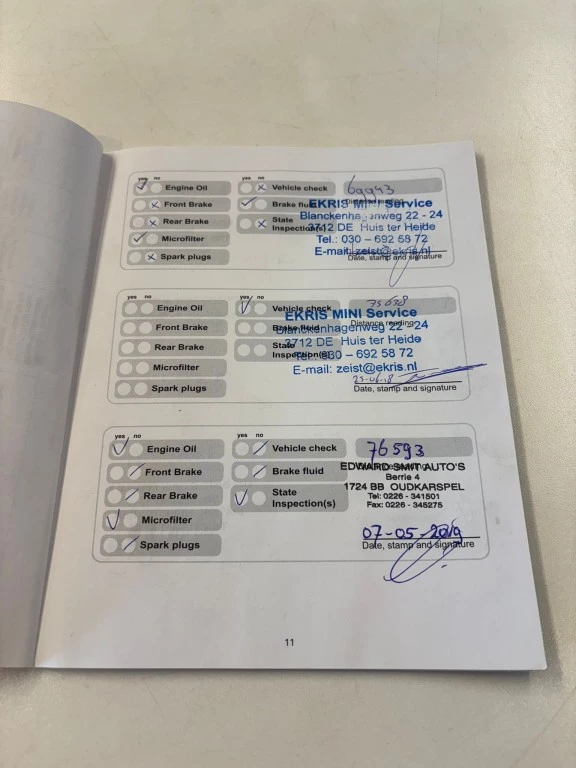 yes no yes no
Engine Oil Vehicle check 69943
Front Brake Brake fluid Distance reading
EKRIS MINI Service
Rear Brake State Inspection(s) Blanckenhagenweg 22 - 24
3712 DE Huis ter Heide
Microfilter Tel.: 030 – 692 58 72
E-mail: zeist@ekris.nl
Spark plugs Date, stamp and signature
yes no yes no
Engine Oil Vehicle check
EKRIS MINI Service
Front Brake Brake fluid Distance reading
Blanckenhagenweg 22 - 24
3712 DE Huis ter Heide
Rear Brake State Inspection(s) Tel.: 030 – 692 58 72
Microfilter E-mail: zeist@ekris.nl
Spark plugs Date, stamp and signature
yes no yes no
Engine Oil Vehicle check 76593
Front Brake Brake fluid EDWARD SMIT AUTO'S
Berrie 4
Rear Brake State Inspection(s) 1724 BB OUDKARSPEL
Tel: 0226 - 341501
Fax: 0226 - 345275
Microfilter
07-05-2019
Spark plugs Date, stamp and signature
11